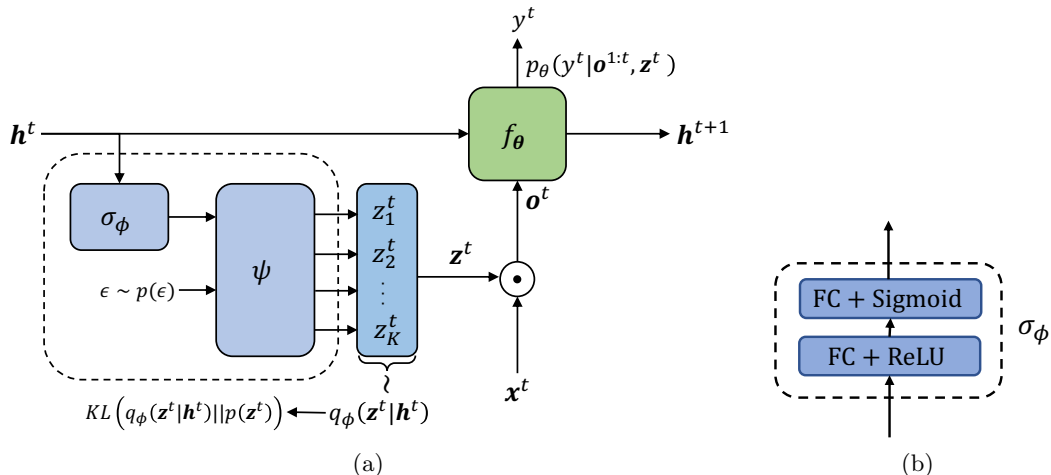 y^t
p_θ(y^t|o^{1:t}, z^t)
h^t
f_θ
h^{t+1}
o^t
σ_ϕ
ψ
ϵ ~ p(ϵ)
z_1^t
z_2^t
⋮
z_K^t
z^t
⊙
x^t
~
KL(q_ϕ(z^t|h^t)||p(z^t))
q_ϕ(z^t|h^t)
(a)
FC + Sigmoid
FC + ReLU
σ_ϕ
(b)